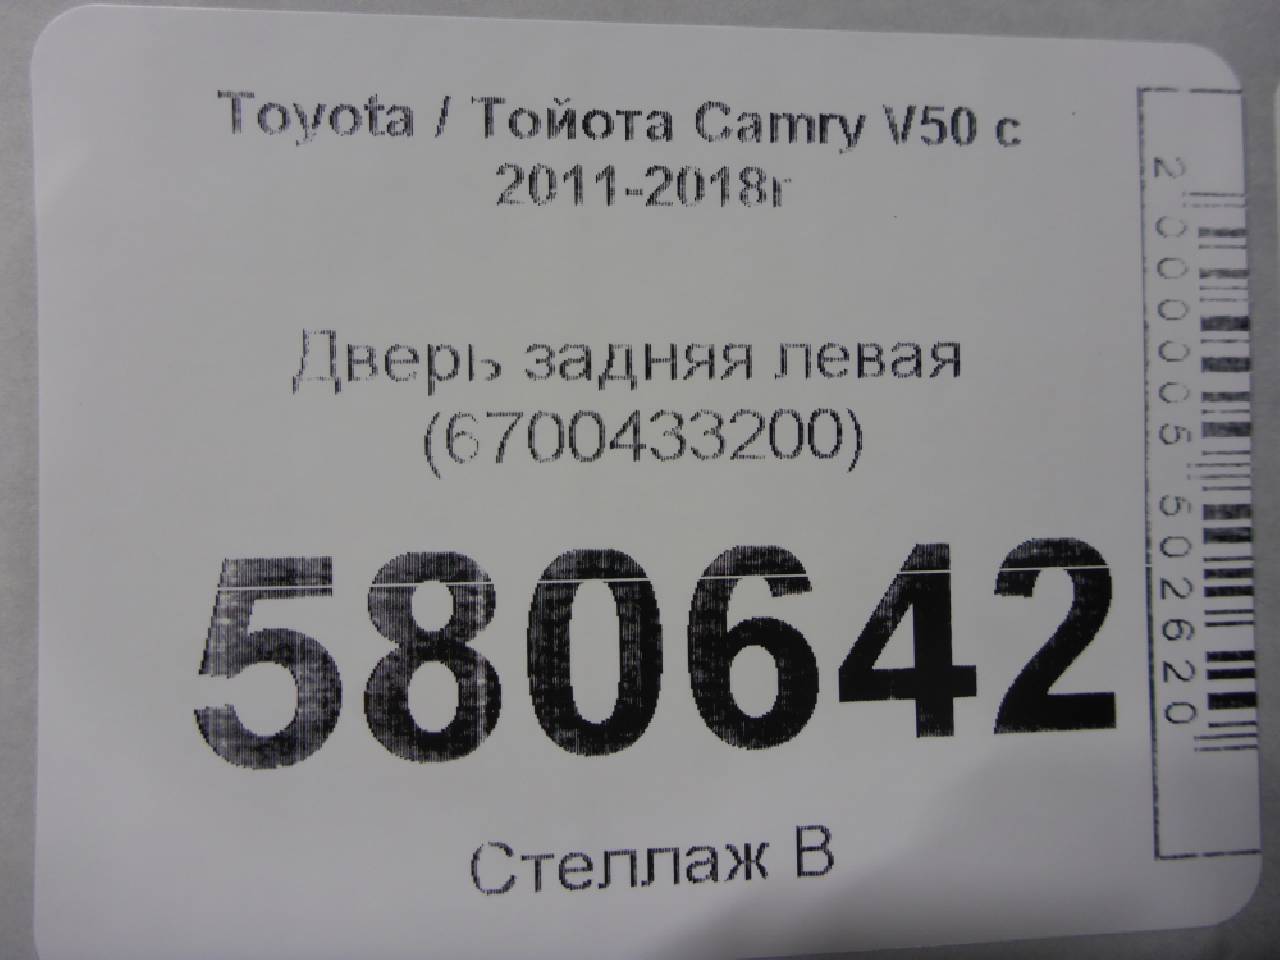 Toyota / Тойота Camry V50 с
2011-2018г
Дверь задняя левая
(6700433200)
580642
Стеллаж В
2 000005 502620